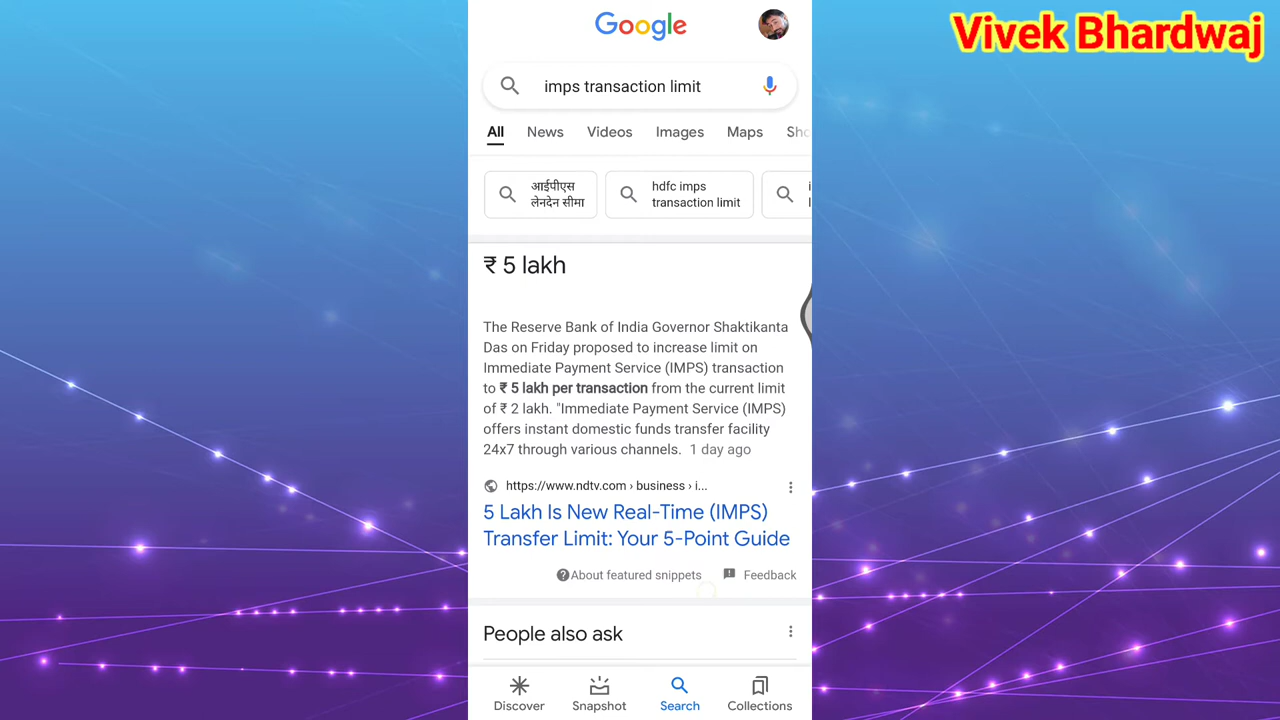 Vivek Bhardwaj
Google
imps transaction limit
All News Videos Images Maps Sho
आईपीएस
लेनदेन सीमा
hdfc imps
transaction limit
₹ 5 lakh
The Reserve Bank of India Governor Shaktikanta
Das on Friday proposed to increase limit on
Immediate Payment Service (IMPS) transaction
to ₹ 5 lakh per transaction from the current limit
of ₹ 2 lakh. "Immediate Payment Service (IMPS)
offers instant domestic funds transfer facility
24x7 through various channels. 1 day ago
https://www.ndtv.com › business › i...
5 Lakh Is New Real-Time (IMPS)
Transfer Limit: Your 5-Point Guide
About featured snippets Feedback
People also ask
Discover Snapshot Search Collections